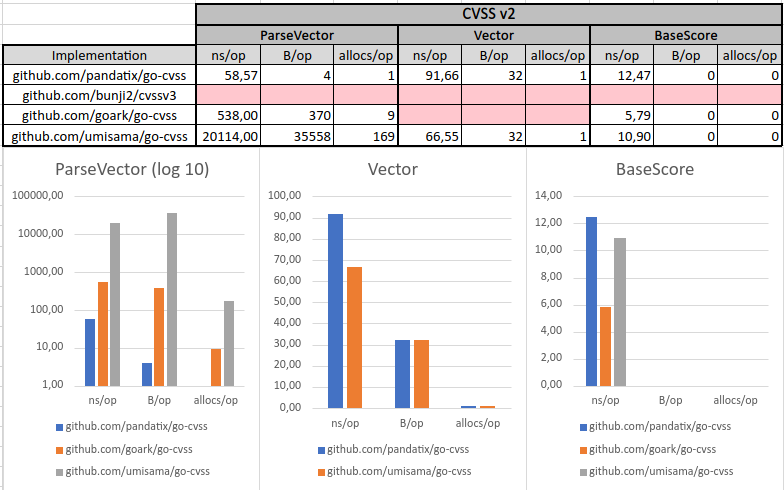 CVSS v2
ParseVector Vector BaseScore
Implementation ns/op B/op allocs/op ns/op B/op allocs/op ns/op B/op allocs/op
github.com/pandatix/go-cvss 58,57 4 1 91,66 32 1 12,47 0 0
github.com/bunji2/cvssv3
github.com/goark/go-cvss 538,00 370 9 5,79 0 0
github.com/umisama/go-cvss 20114,00 35558 169 66,55 32 1 10,90 0 0
ParseVector (log 10)
100000,00
10000,00
1000,00
100,00
10,00
1,00
ns/op B/op allocs/op
github.com/pandatix/go-cvss
github.com/goark/go-cvss
github.com/umisama/go-cvss
Vector
100,00
90,00
80,00
70,00
60,00
50,00
40,00
30,00
20,00
10,00
0,00
ns/op B/op allocs/op
github.com/pandatix/go-cvss
github.com/umisama/go-cvss
BaseScore
14,00
12,00
10,00
8,00
6,00
4,00
2,00
0,00
ns/op B/op allocs/op
github.com/pandatix/go-cvss
github.com/goark/go-cvss
github.com/umisama/go-cvss